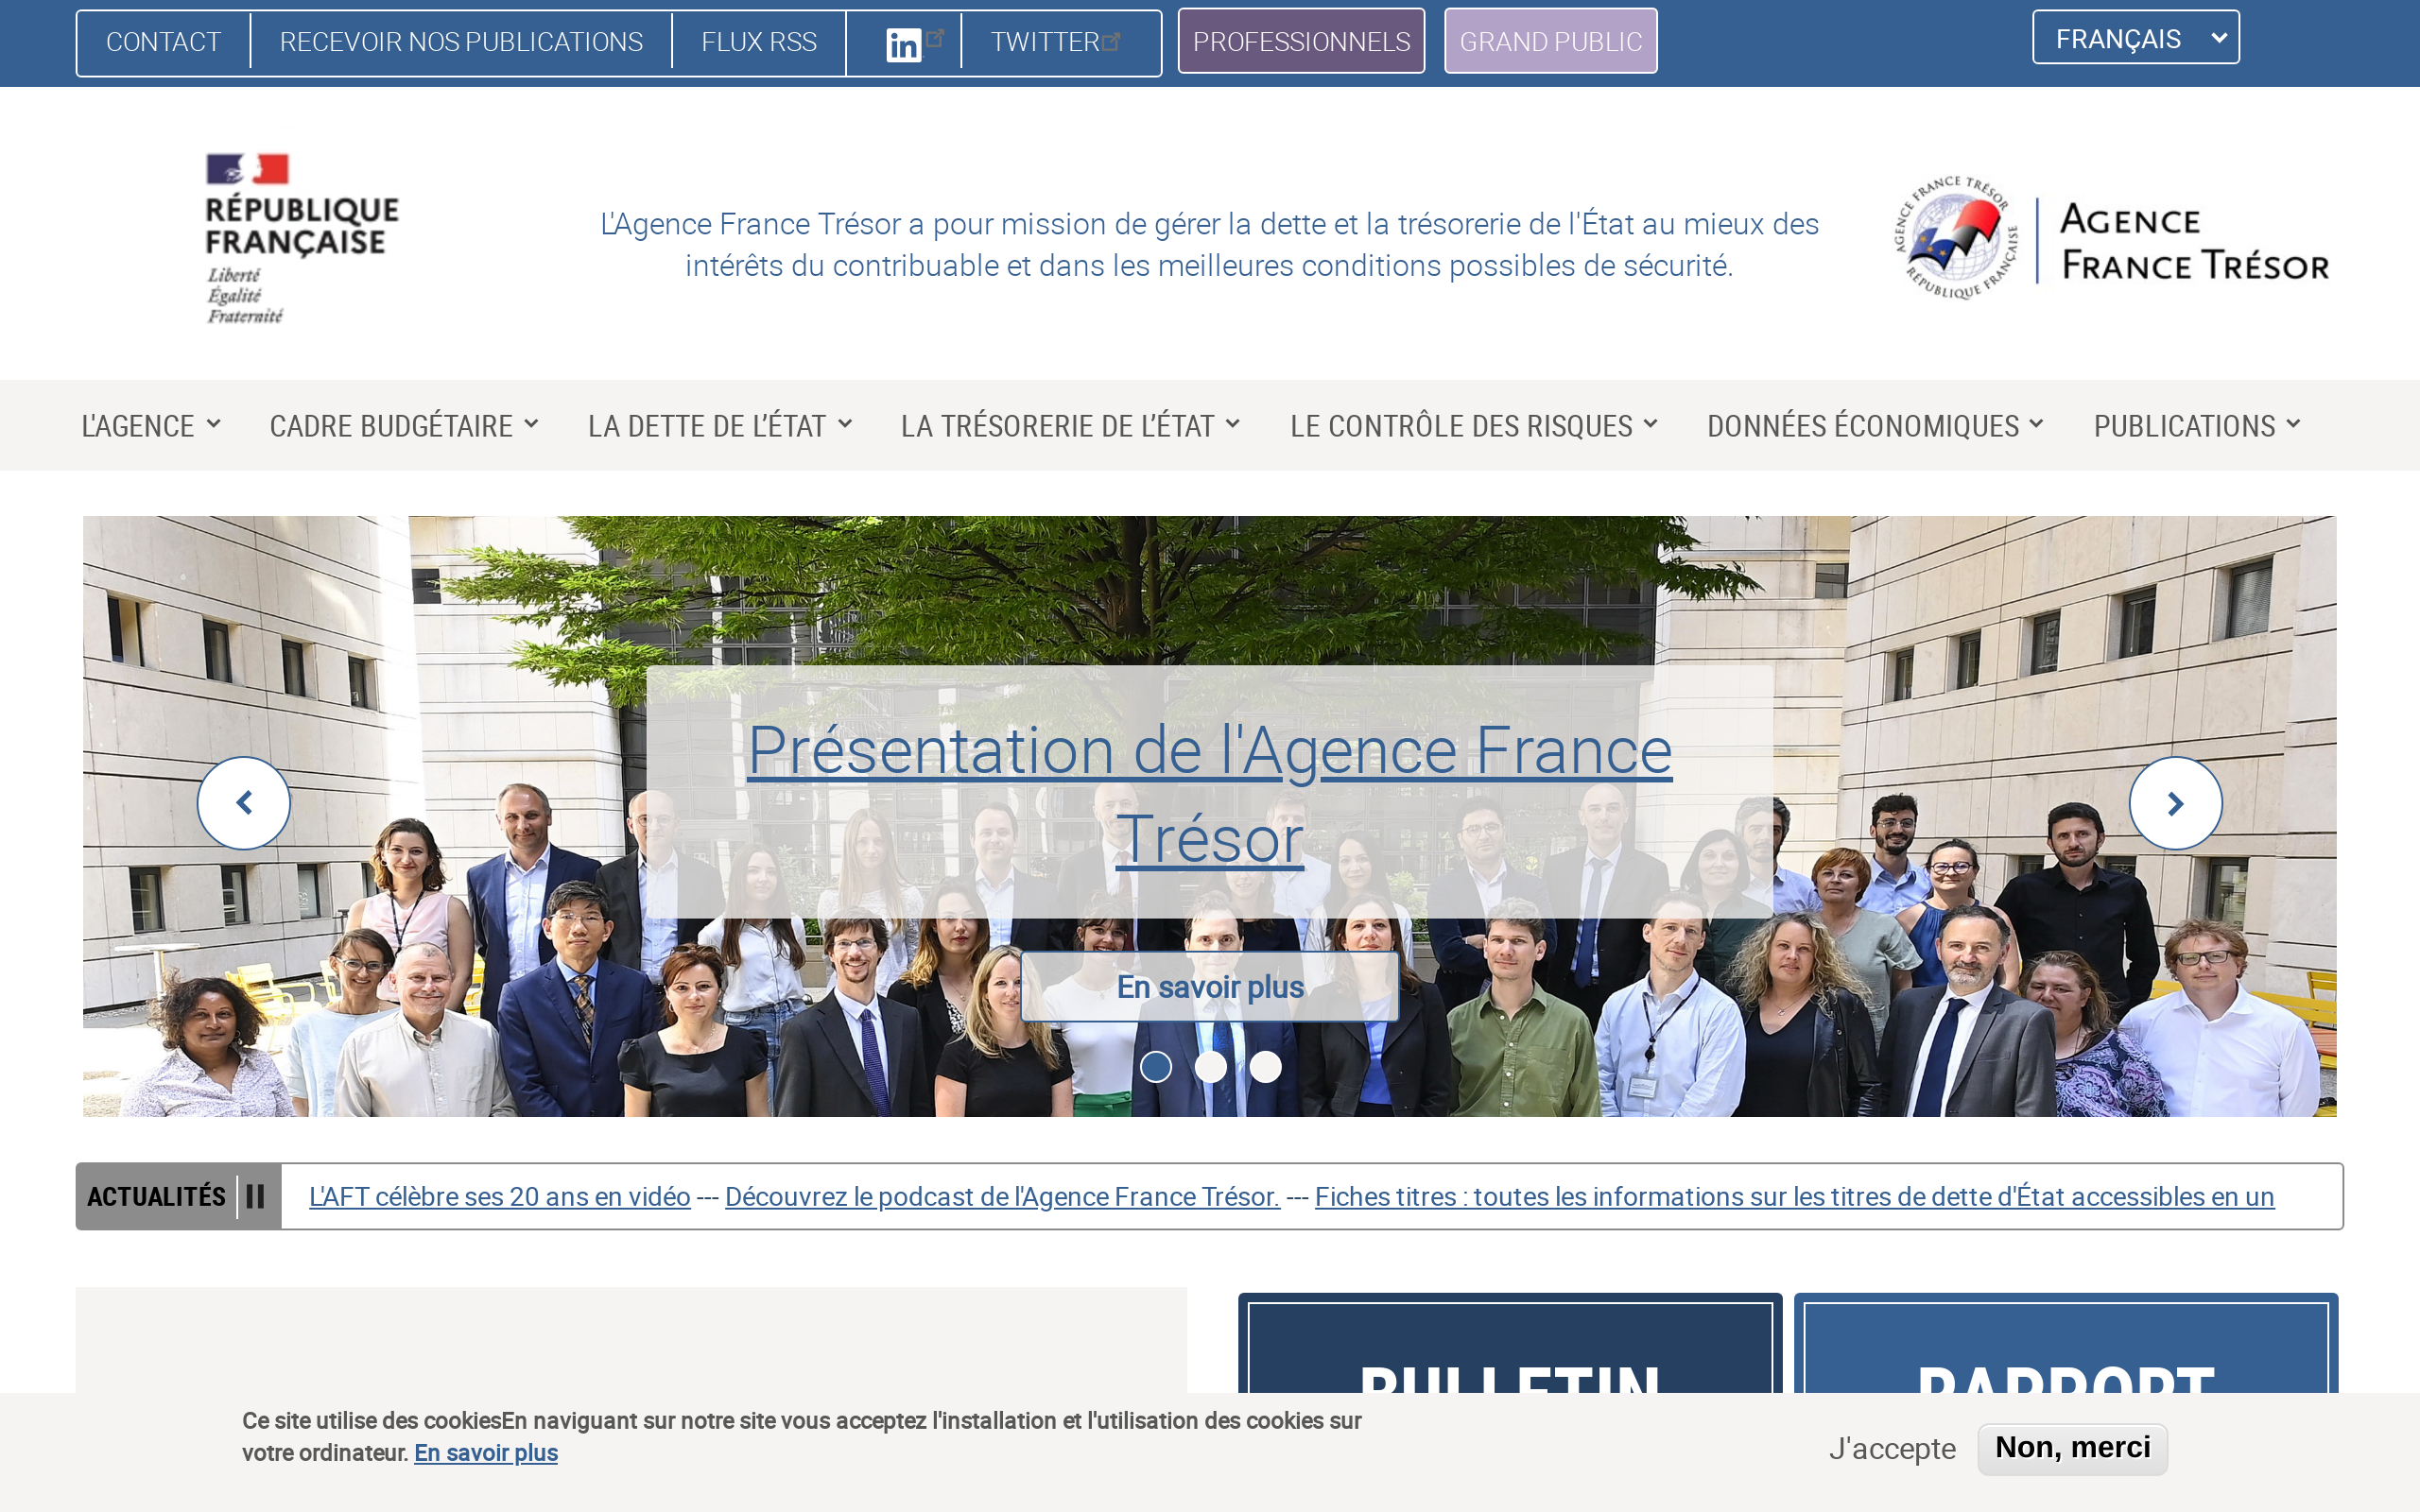 CONTACT
RECEVOIR NOS PUBLICATIONS
FLUX RSS
in
TWITTER
PROFESSIONNELS
GRAND PUBLIC
FRANÇAIS
RÉPUBLIQUE
FRANÇAISE
Liberté
Égalité
Fraternité
L'Agence France Trésor a pour mission de gérer la dette et la trésorerie de l'État au mieux des
intérêts du contribuable et dans les meilleures conditions possibles de sécurité.
AGENCE FRANCE TRÉSOR
RÉPUBLIQUE FRANÇAISE
AGENCE
FRANCE TRÉSOR
L'AGENCE
CADRE BUDGÉTAIRE
LA DETTE DE L’ÉTAT
LA TRÉSORERIE DE L’ÉTAT
LE CONTRÔLE DES RISQUES
DONNÉES ÉCONOMIQUES
PUBLICATIONS
Présentation de l'Agence France
Trésor
En savoir plus
ACTUALITÉS
L'AFT célèbre ses 20 ans en vidéo --- Découvrez le podcast de l'Agence France Trésor. --- Fiches titres : toutes les informations sur les titres de dette d'État accessibles en un
BULLETIN
RAPPORT
Ce site utilise des cookiesEn naviguant sur notre site vous acceptez l'installation et l'utilisation des cookies sur
votre ordinateur. En savoir plus
J'accepte
Non, merci